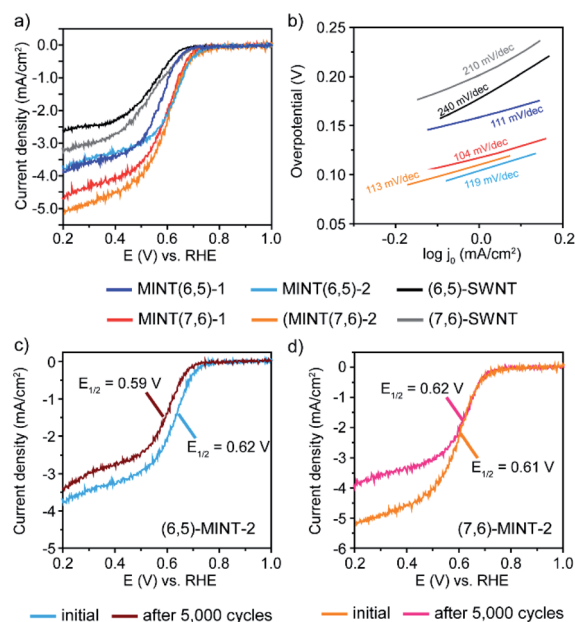 a)
0.0
-1.0
-2.0
-3.0
-4.0
-5.0
Current density (mA/cm²)
0.2 0.4 0.6 0.8 1.0
E (V) vs. RHE
b)
0.25
0.20
0.15
0.10
0.05
Overpotential (V)
210 mV/dec
240 mV/dec
111 mV/dec
104 mV/dec
113 mV/dec
119 mV/dec
-0.2 0.0 0.2
log j₀ (mA/cm²)
MINT(6,5)-1 MINT(6,5)-2 (6,5)-SWNT
MINT(7,6)-1 (MINT(7,6)-2 (7,6)-SWNT
c)
0
-1
-2
-3
-4
-5
Current density (mA/cm²)
E₁/₂ = 0.59 V
E₁/₂ = 0.62 V
(6,5)-MINT-2
0.2 0.4 0.6 0.8 1.0
E (V) vs. RHE
initial after 5,000 cycles
d)
0
-1
-2
-3
-4
-5
-6
Current density (mA/cm²)
E₁/₂ = 0.62 V
E₁/₂ = 0.61 V
(7,6)-MINT-2
0.2 0.4 0.6 0.8 1.0
E (V) vs. RHE
initial after 5,000 cycles